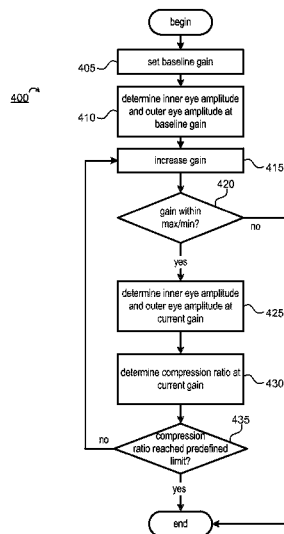 begin
405
set baseline gain
400
410
determine inner eye amplitude
and outer eye amplitude at
baseline gain
increase gain
415
420
gain within
max/min?
no
yes
determine inner eye amplitude
and outer eye amplitude at
current gain
425
determine compression ratio at
current gain
430
435
no
compression
ratio reached predefined
limit?
yes
end